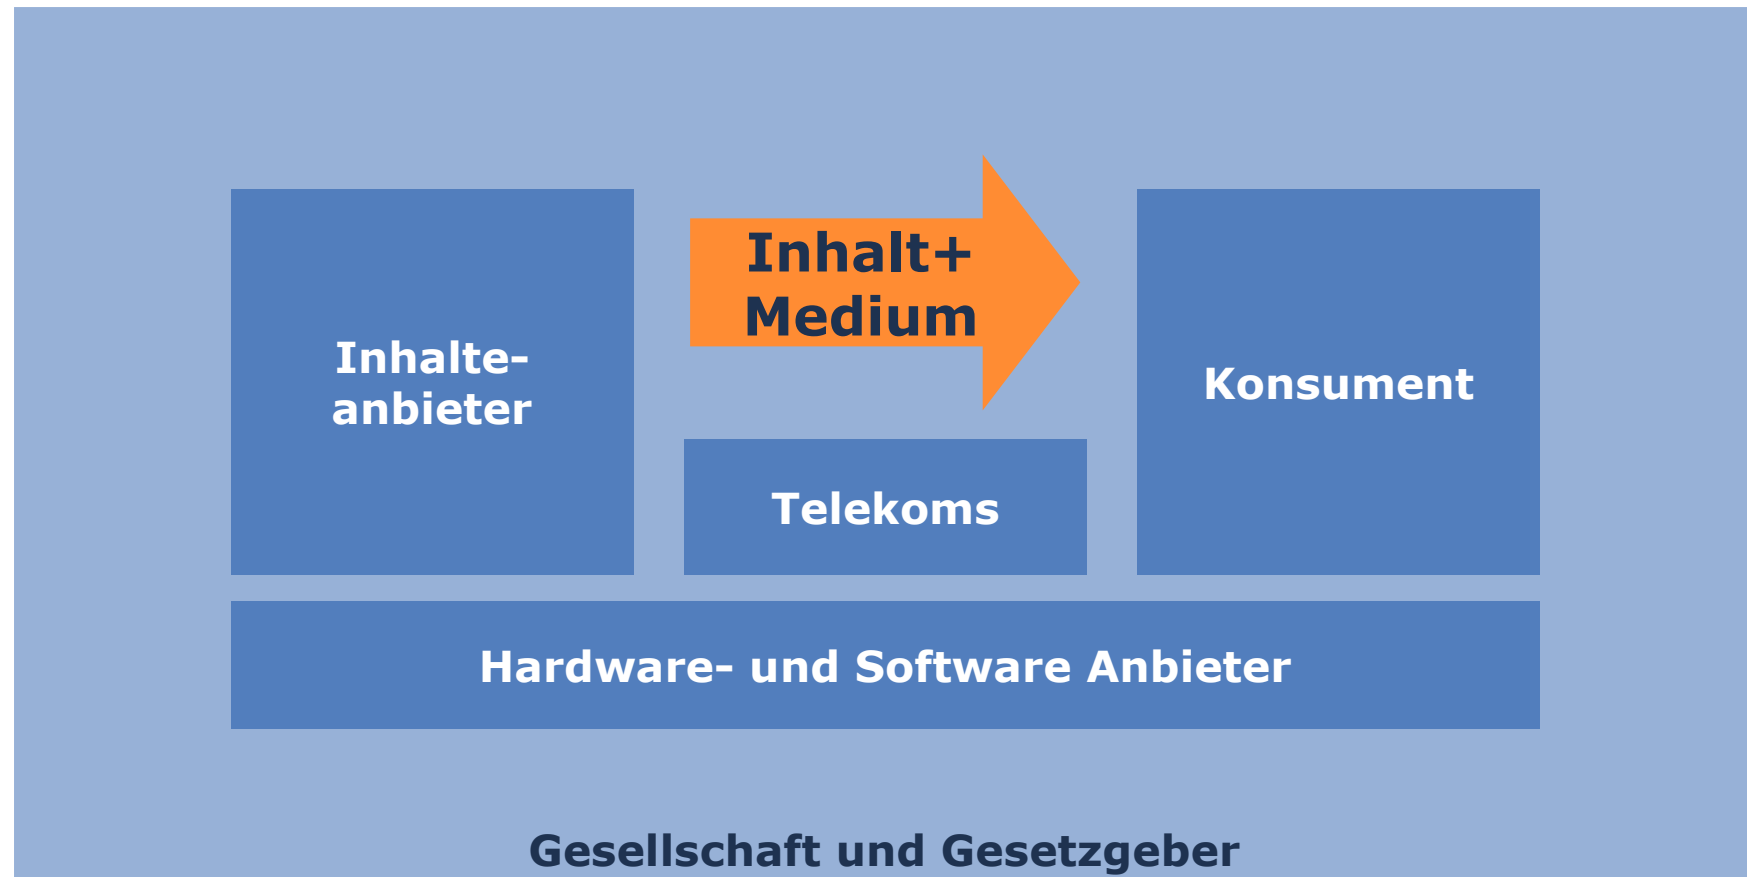 Inhalt+
Medium
Inhalte-
anbieter
Konsument
Telekoms
Hardware- und Software Anbieter
Gesellschaft und Gesetzgeber